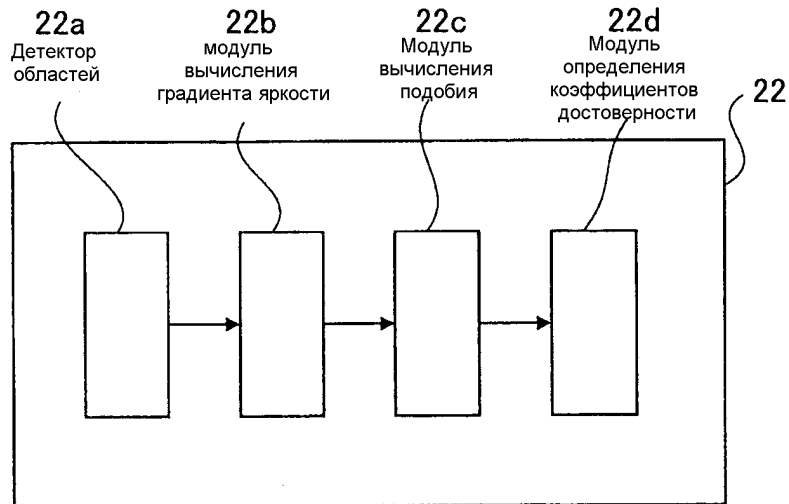 22a
Детектор
областей
22b
модуль
вычисления
градиента яркости
22c
Модуль
вычисления
подобия
22d
Модуль
определения
коэффициентов
достоверности
22